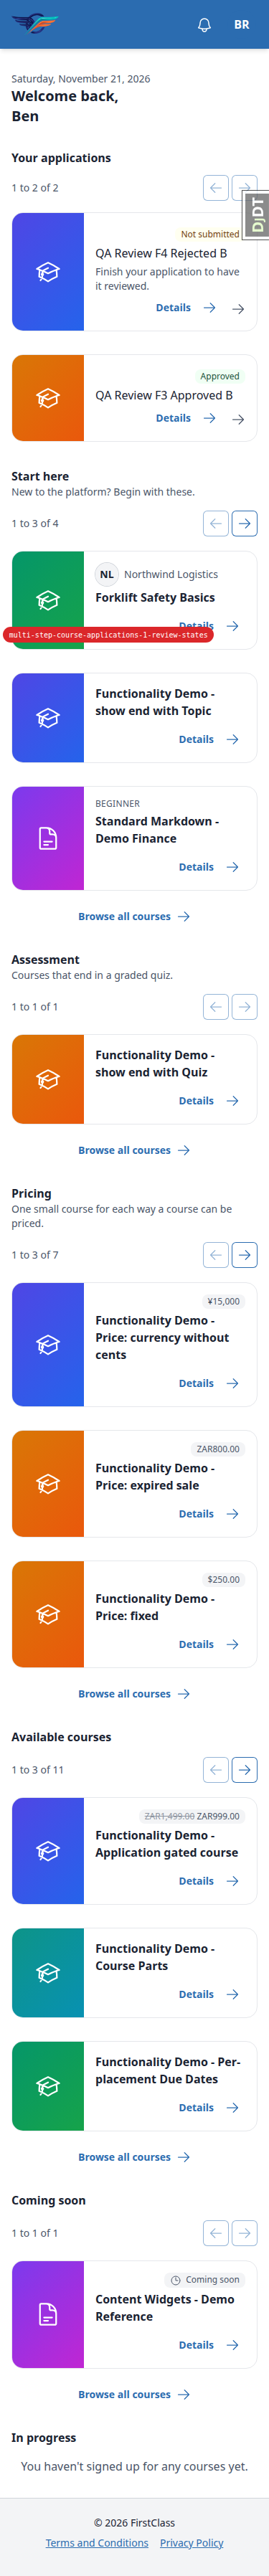 BR
Saturday, November 21, 2026
Welcome back,
Ben
DjDT
Your applications
1 to 2 of 2
Not submitted
QA Review F4 Rejected B
Finish your application to have
it reviewed.
Details
Approved
QA Review F3 Approved B
Details
Start here
New to the platform? Begin with these.
1 to 3 of 4
NL Northwind Logistics
Forklift Safety Basics
Details
multi-step-course-applications-1-review-states
Functionality Demo -
show end with Topic
Details
BEGINNER
Standard Markdown -
Demo Finance
Details
Browse all courses
Assessment
Courses that end in a graded quiz.
1 to 1 of 1
Functionality Demo -
show end with Quiz
Details
Browse all courses
Pricing
One small course for each way a course can be
priced.
1 to 3 of 7
¥15,000
Functionality Demo -
Price: currency without
cents
Details
ZAR800.00
Functionality Demo -
Price: expired sale
Details
$250.00
Functionality Demo -
Price: fixed
Details
Browse all courses
Available courses
1 to 3 of 11
ZAR1,499.00 ZAR999.00
Functionality Demo -
Application gated course
Details
Functionality Demo -
Course Parts
Details
Functionality Demo - Per-
placement Due Dates
Details
Browse all courses
Coming soon
1 to 1 of 1
Coming soon
Content Widgets - Demo
Reference
Details
Browse all courses
In progress
You haven't signed up for any courses yet.
© 2026 FirstClass
Terms and Conditions Privacy Policy